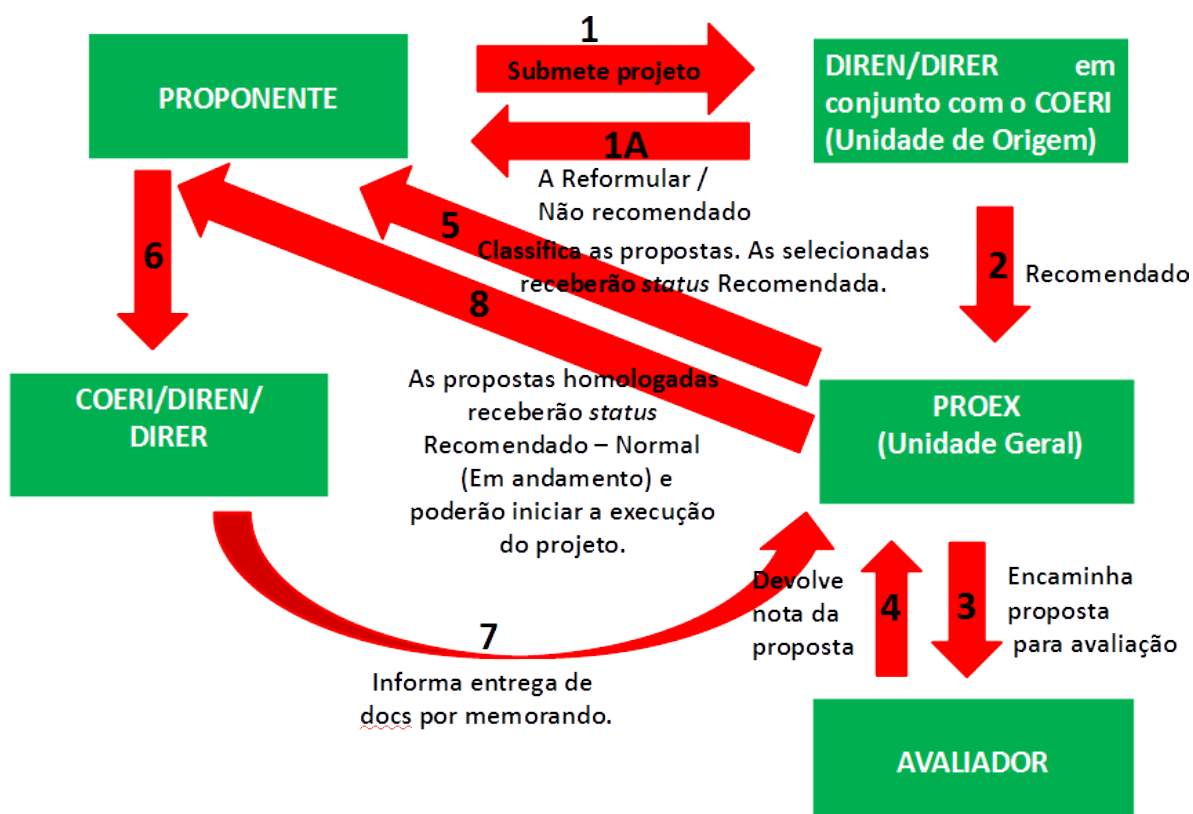 PROPONENTE
1
Submete projeto
1A
A Reformular /
Não recomendado
DIREN/DIRER em
conjunto com o COERI
(Unidade de Origem)
2
Recomendado
5
Classifica as propostas. As selecionadas
receberão status Recomendada.
6
8
As propostas homologadas
receberão status
Recomendado – Normal
(Em andamento) e
poderão iniciar a execução
do projeto.
COERI/DIREN/
DIRER
PROEX
(Unidade Geral)
7
Informa entrega de
docs por memorando.
Devolve
nota da
proposta
4
3
Encaminha
proposta
para avaliação
AVALIADOR